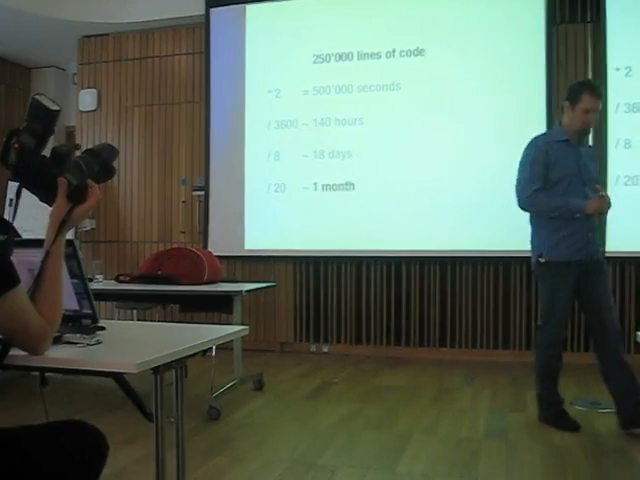 250'000 lines of code
* 2 = 500'000 seconds
/ 3600 ~ 140 hours
/ 8 ~ 18 days
/ 20 ~ 1 month
* 2
/ 36
/ 8
/ 20